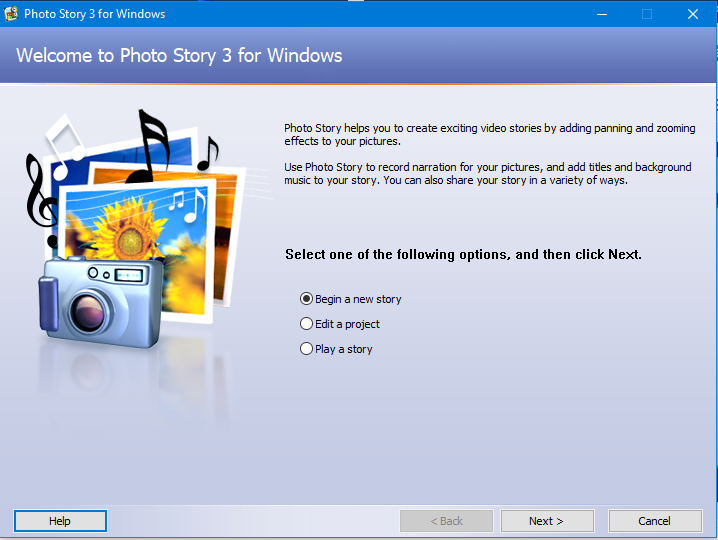 Photo Story 3 for Windows
Welcome to Photo Story 3 for Windows
Photo Story helps you to create exciting video stories by adding panning and zooming
effects to your pictures.
Use Photo Story to record narration for your pictures, and add titles and background
music to your story. You can also share your story in a variety of ways.
Select one of the following options, and then click Next.
Begin a new story
Edit a project
Play a story
Help
< Back
Next >
Cancel